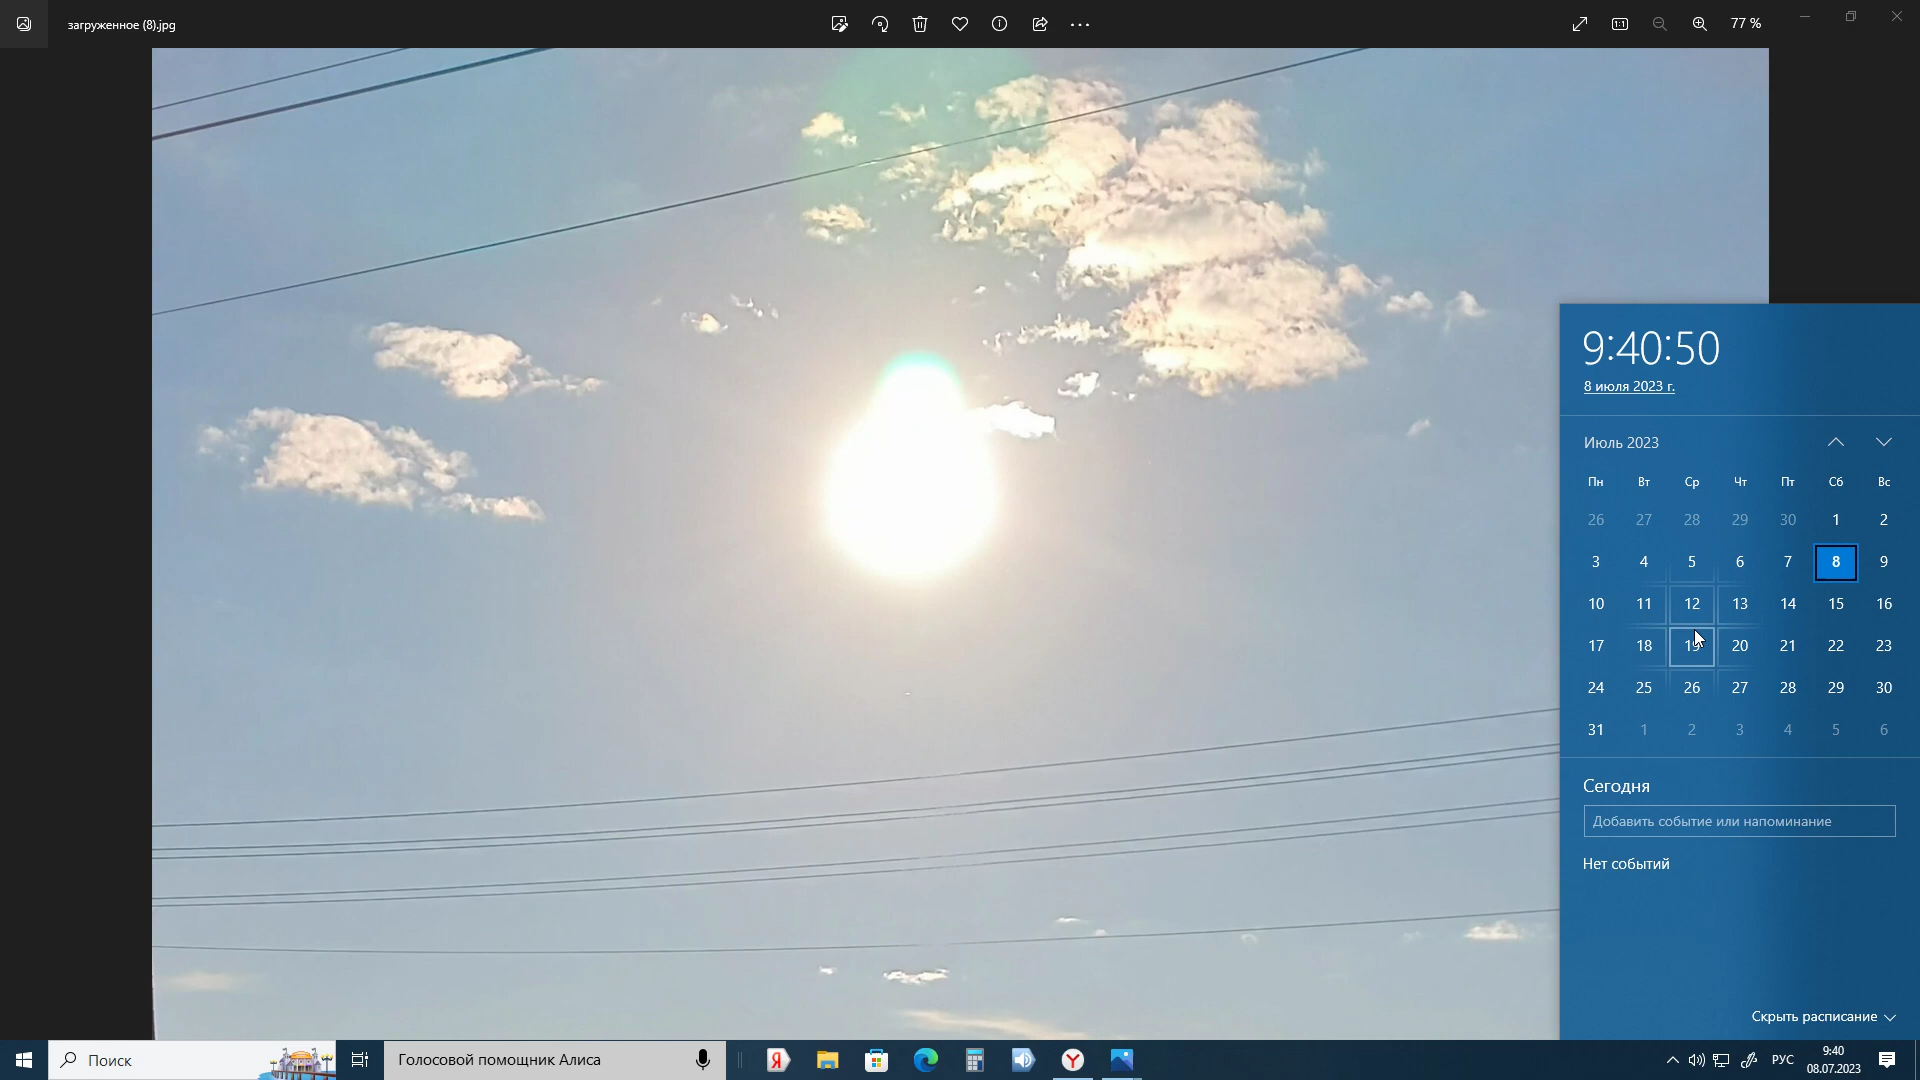 загруженное (8).jpg
1:1
77 %
9:40:50
8 июля 2023 г.
Июль 2023
Пн Вт Ср Чт Пт Сб Вс
26 27 28 29 30 1 2
3 4 5 6 7 8 9
10 11 12 13 14 15 16
17 18 19 20 21 22 23
24 25 26 27 28 29 30
31 1 2 3 4 5 6
Сегодня
Добавить событие или напоминание
Нет событий
Скрыть расписание
Поиск
Голосовой помощник Алиса
Я
Y
РУС
9:40
08.07.2023